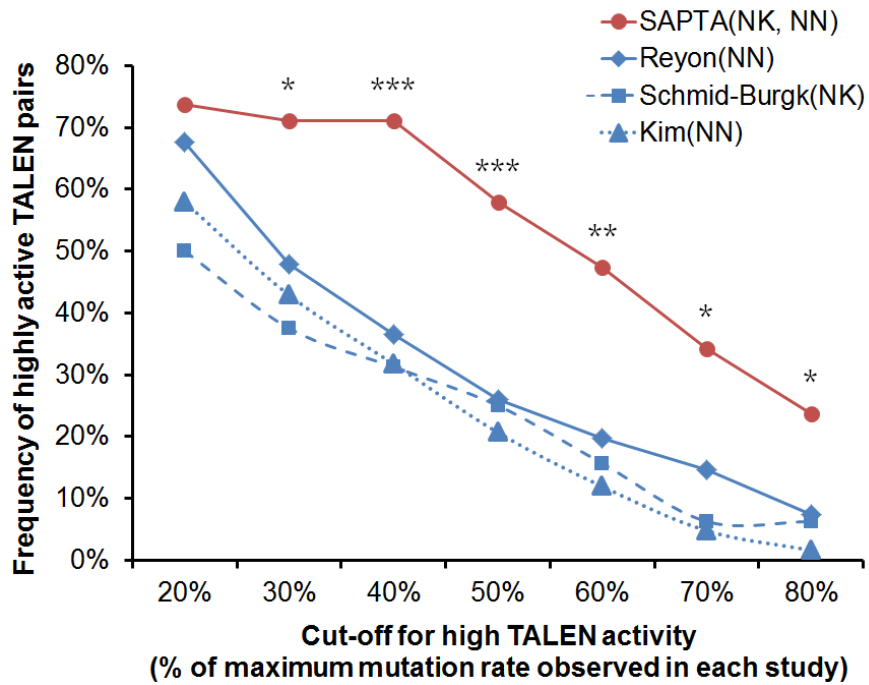 SAPTA(NK, NN)
Reyon(NN)
Schmid-Burgk(NK)
Kim(NN)
Frequency of highly active TALEN pairs
80%
70%
60%
50%
40%
30%
20%
10%
0%
*
***
***
**
*
*
20% 30% 40% 50% 60% 70% 80%
Cut-off for high TALEN activity
(% of maximum mutation rate observed in each study)